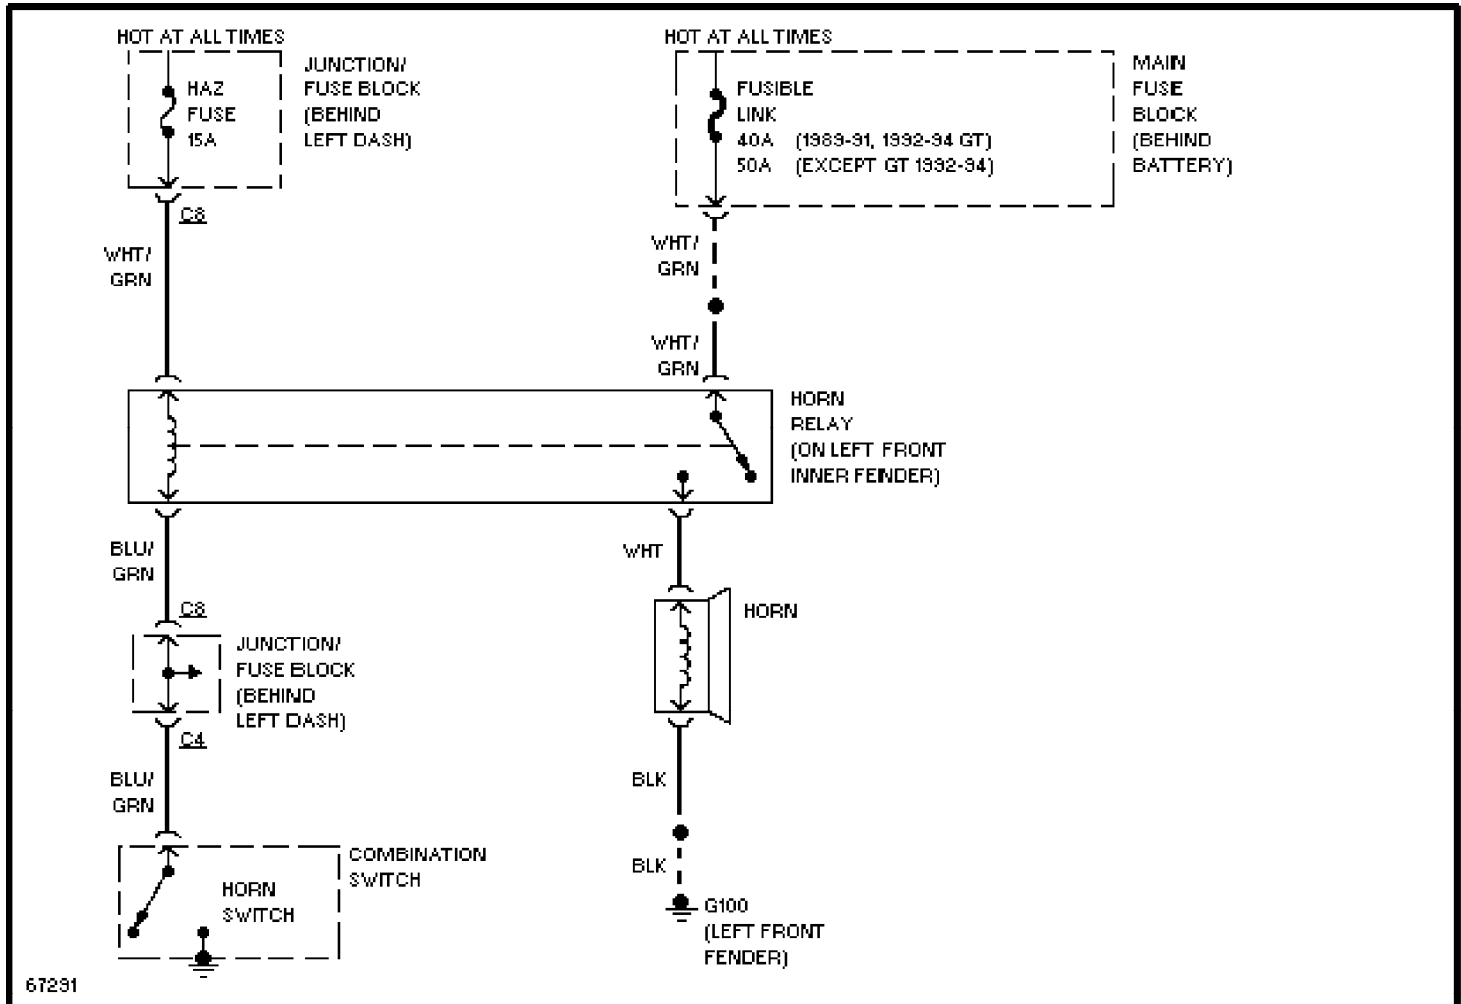 HOT AT ALL TIMES
HAZ
FUSE
15A
JUNCTION/
FUSE BLOCK
(BEHIND
LEFT DASH)
C8
WHT/
GRN
HOT AT ALL TIMES
FUSIBLE
LINK
40A (1989-91, 1992-94 GT)
50A (EXCEPT GT 1992-94)
MAIN
FUSE
BLOCK
(BEHIND
BATTERY)
WHT/
GRN
WHT/
GRN
HORN
RELAY
(ON LEFT FRONT
INNER FENDER)
BLU/
GRN
C8
JUNCTION/
FUSE BLOCK
(BEHIND
LEFT DASH)
C4
BLU/
GRN
COMBINATION
SWITCH
HORN
SWITCH
WHT
HORN
BLK
BLK
G100
(LEFT FRONT
FENDER)
67291